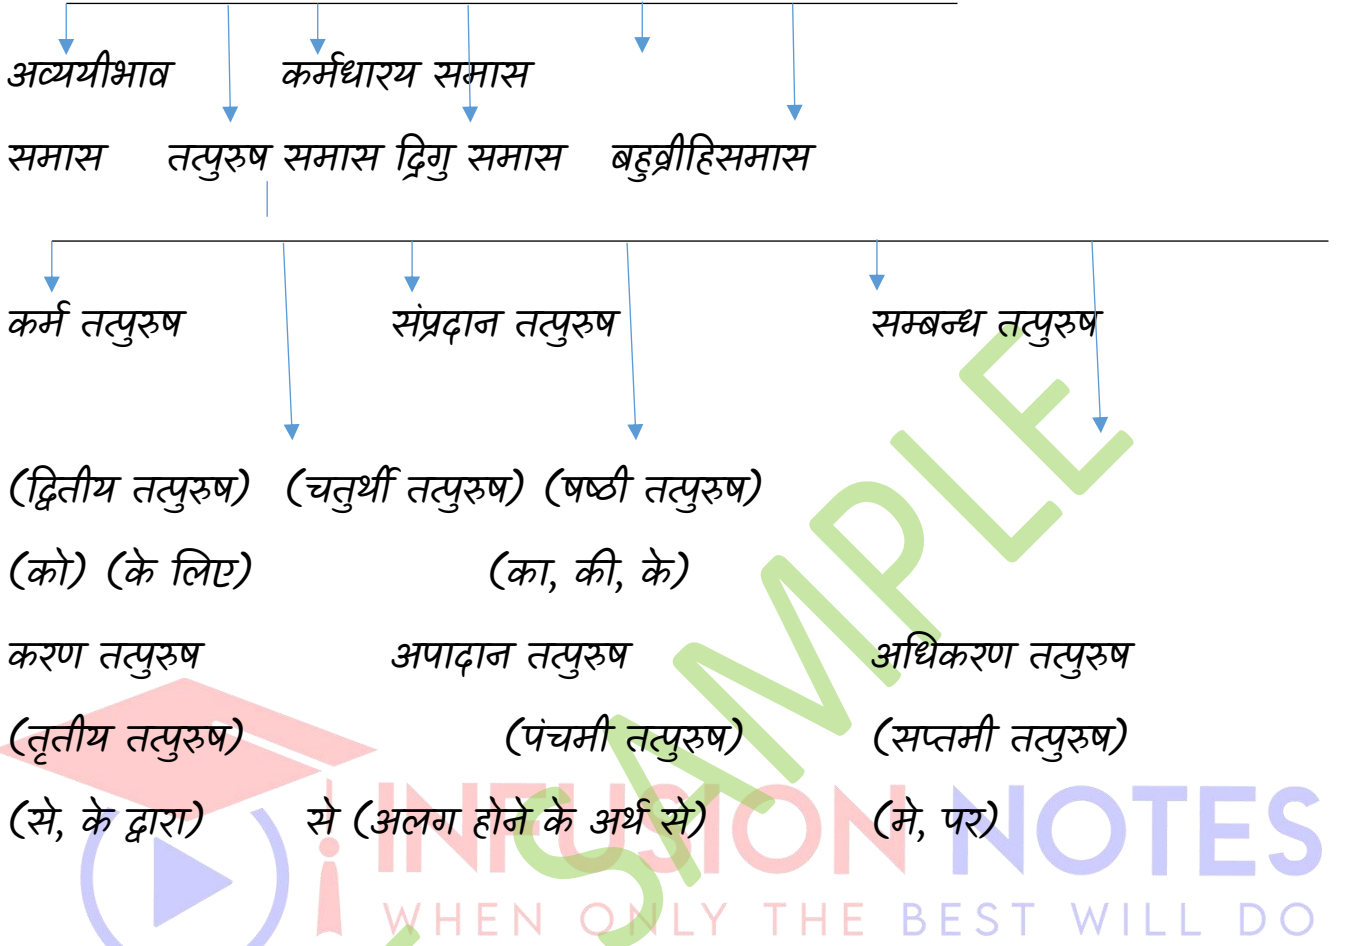 अव्ययीभाव कर्मधारय समास
समास तत्पुरुष समास द्विगु समास बहुव्रीहिसमास
कर्म तत्पुरुष संप्रदान तत्पुरुष सम्बन्ध तत्पुरुष
(द्वितीय तत्पुरुष) (चतुर्थी तत्पुरुष) (षष्ठी तत्पुरुष)
(को) (के लिए) (का, की, के)
करण तत्पुरुष अपादान तत्पुरुष अधिकरण तत्पुरुष
(तृतीय तत्पुरुष) (पंचमी तत्पुरुष) (सप्तमी तत्पुरुष)
(से, के द्वारा) से (अलग होने के अर्थ से) (मे, पर)
INFUSION NOTES
WHEN ONLY THE BEST WILL DO
SAMPLE